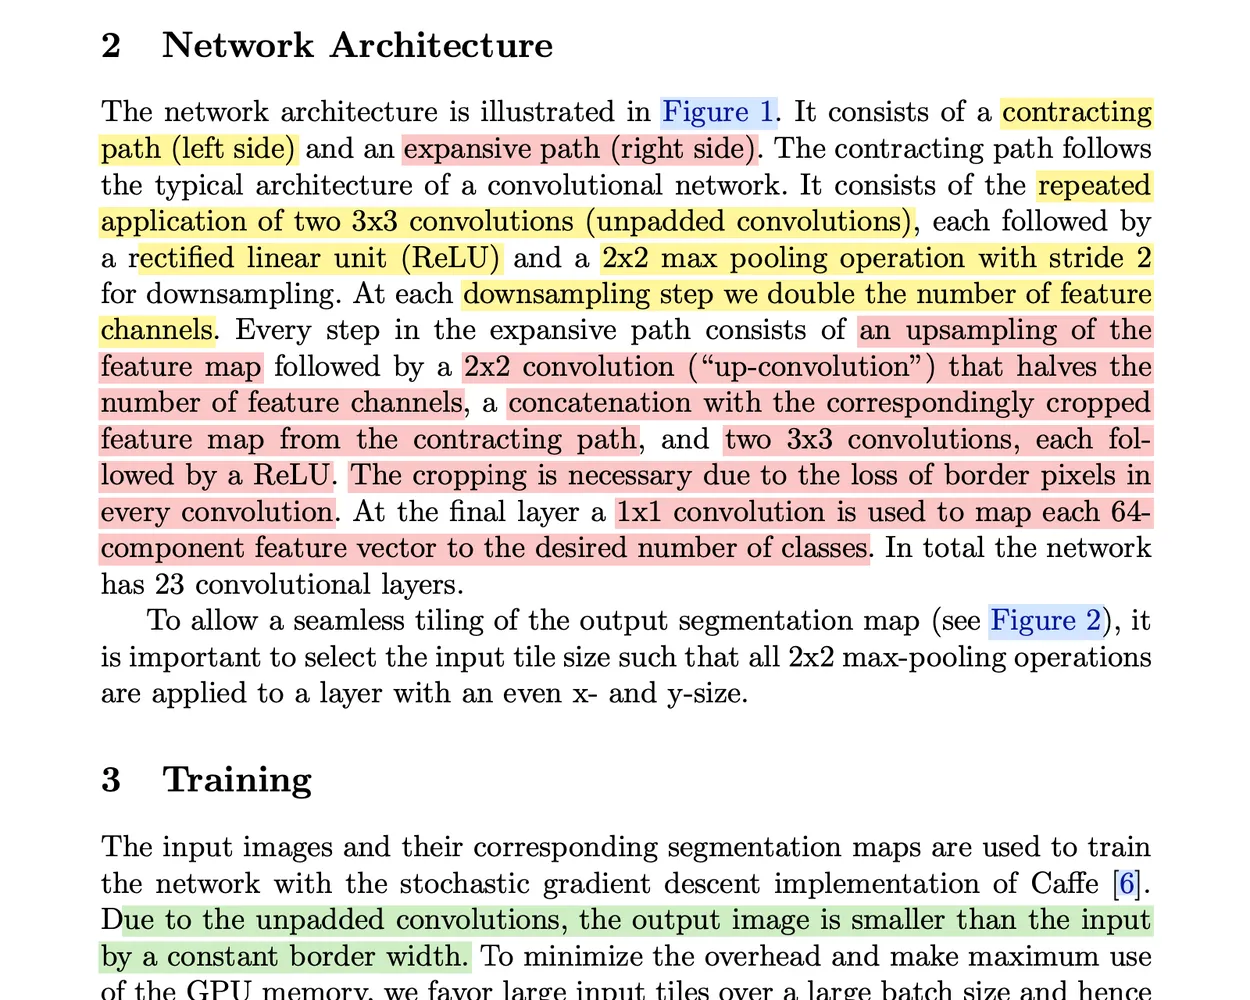 2 Network Architecture
The network architecture is illustrated in Figure 1. It consists of a contracting
path (left side) and an expansive path (right side). The contracting path follows
the typical architecture of a convolutional network. It consists of the repeated
application of two 3x3 convolutions (unpadded convolutions), each followed by
a rectified linear unit (ReLU) and a 2x2 max pooling operation with stride 2
for downsampling. At each downsampling step we double the number of feature
channels. Every step in the expansive path consists of an upsampling of the
feature map followed by a 2x2 convolution (“up-convolution”) that halves the
number of feature channels, a concatenation with the correspondingly cropped
feature map from the contracting path, and two 3x3 convolutions, each fol-
lowed by a ReLU. The cropping is necessary due to the loss of border pixels in
every convolution. At the final layer a 1x1 convolution is used to map each 64-
component feature vector to the desired number of classes. In total the network
has 23 convolutional layers.
To allow a seamless tiling of the output segmentation map (see Figure 2), it
is important to select the input tile size such that all 2x2 max-pooling operations
are applied to a layer with an even x- and y-size.
3 Training
The input images and their corresponding segmentation maps are used to train
the network with the stochastic gradient descent implementation of Caffe [6].
Due to the unpadded convolutions, the output image is smaller than the input
by a constant border width. To minimize the overhead and make maximum use
of the GPU memory, we favor large input tiles over a large batch size and hence